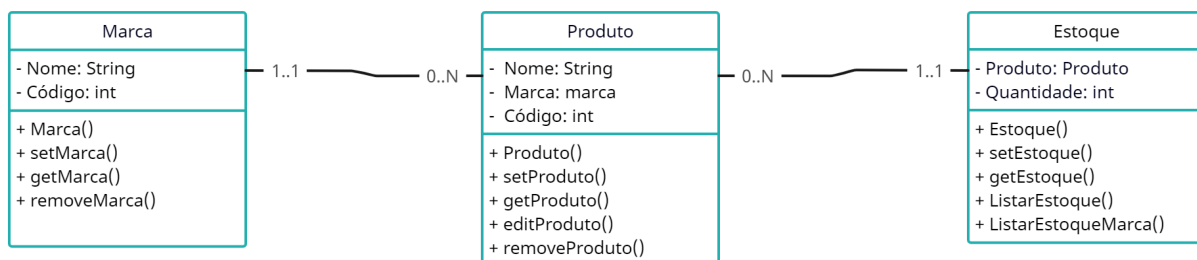 Marca
- Nome: String
- Código: int
+ Marca()
+ setMarca()
+ getMarca()
+ removeMarca()
1..1
0..N
Produto
- Nome: String
- Marca: marca
- Código: int
+ Produto()
+ setProduto()
+ getProduto()
+ editProduto()
+ removeProduto()
0..N
1..1
Estoque
- Produto: Produto
- Quantidade: int
+ Estoque()
+ setEstoque()
+ getEstoque()
+ ListarEstoque()
+ ListarEstoqueMarca()